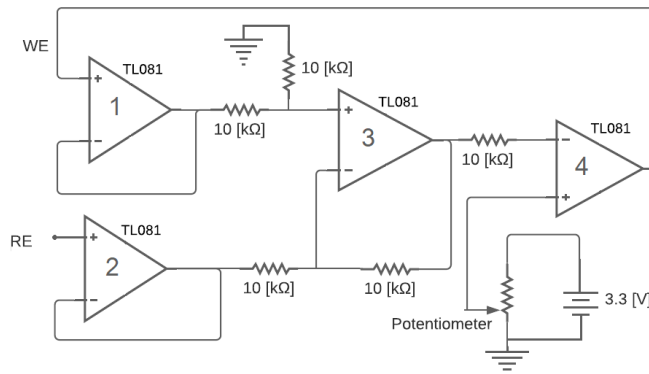 WE
TL081
+
1
−
10 [kΩ]
10 [kΩ]
TL081
+
3
−
10 [kΩ]
TL081
−
4
+
RE
TL081
+
2
−
10 [kΩ]
10 [kΩ]
Potentiometer
3.3 [V]